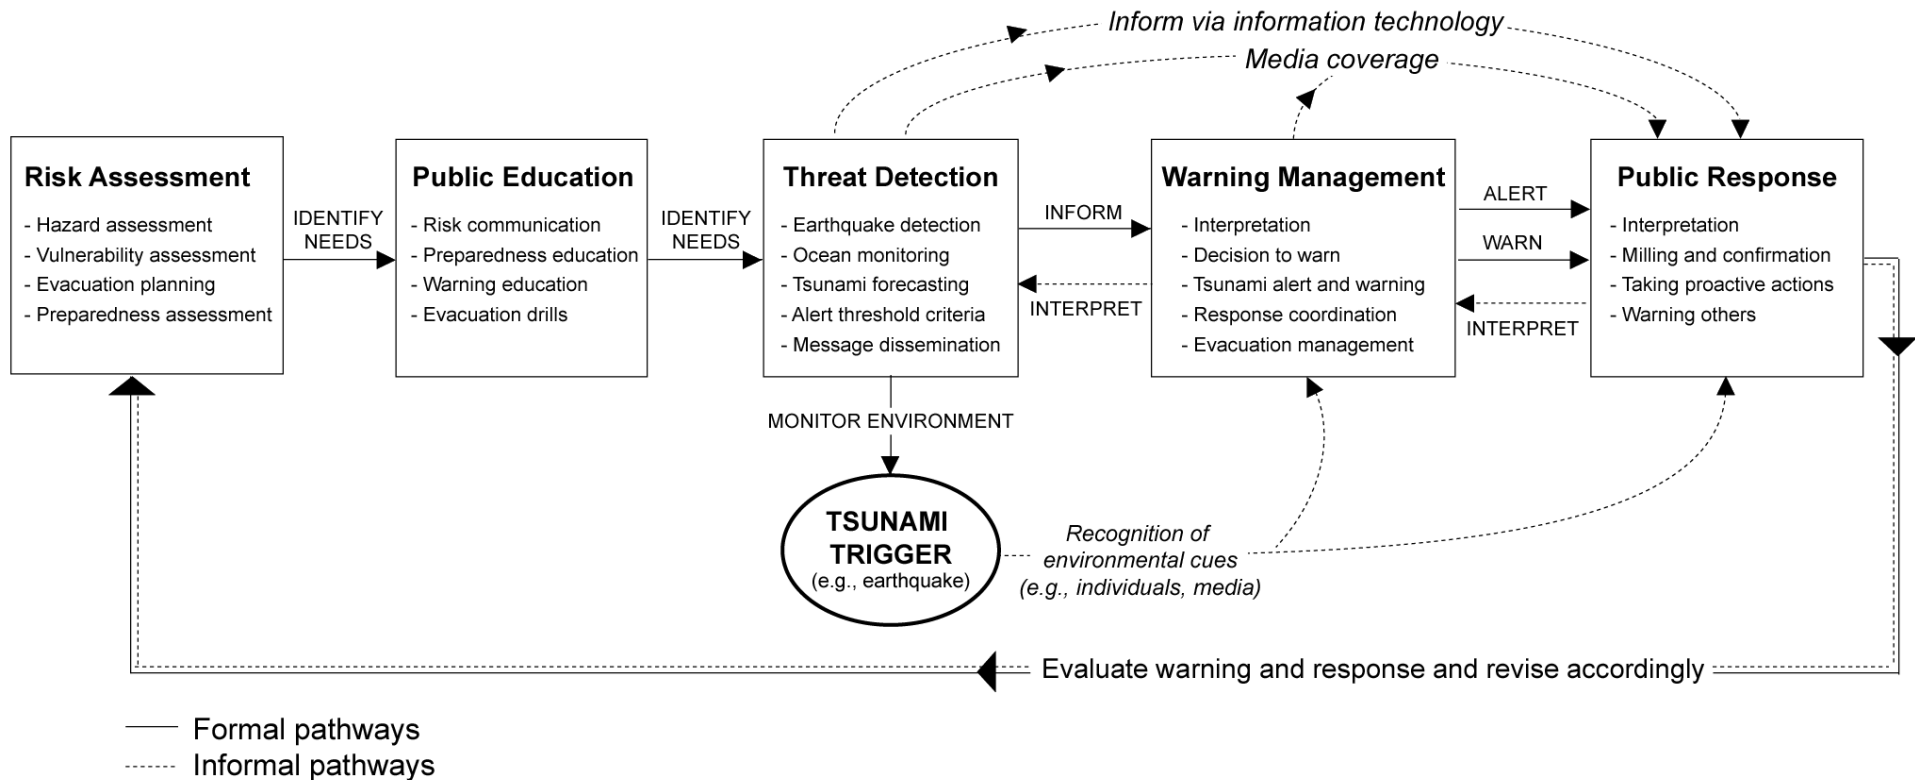 Inform via information technology
Media coverage
Risk Assessment
- Hazard assessment
- Vulnerability assessment
- Evacuation planning
- Preparedness assessment
IDENTIFY
NEEDS
Public Education
- Risk communication
- Preparedness education
- Warning education
- Evacuation drills
IDENTIFY
NEEDS
Threat Detection
- Earthquake detection
- Ocean monitoring
- Tsunami forecasting
- Alert threshold criteria
- Message dissemination
INFORM
INTERPRET
Warning Management
- Interpretation
- Decision to warn
- Tsunami alert and warning
- Response coordination
- Evacuation management
ALERT
WARN
INTERPRET
Public Response
- Interpretation
- Milling and confirmation
- Taking proactive actions
- Warning others
MONITOR ENVIRONMENT
TSUNAMI
TRIGGER
(e.g., earthquake)
Recognition of
environmental cues
(e.g., individuals, media)
Evaluate warning and response and revise accordingly
Formal pathways
Informal pathways